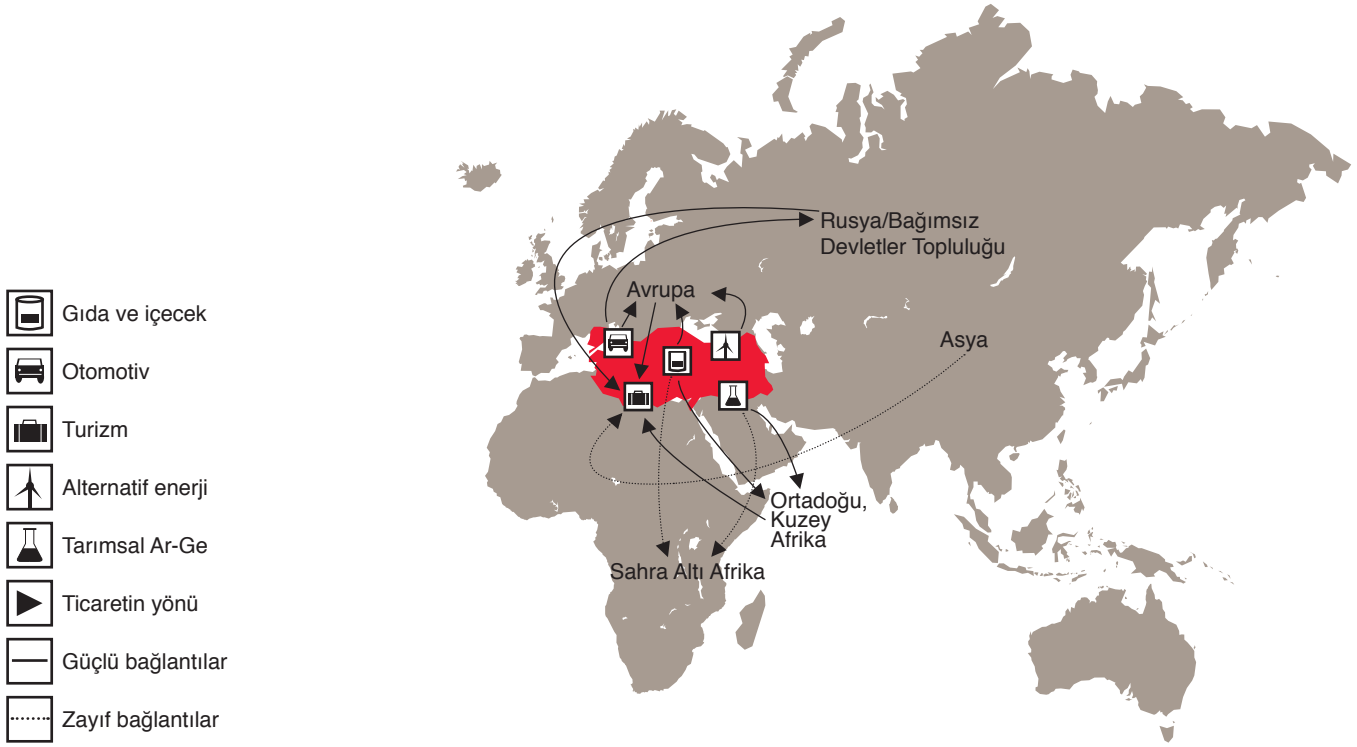 Gıda ve içecek
Otomotiv
Turizm
Alternatif enerji
Tarımsal Ar-Ge
Ticaretin yönü
Güçlü bağlantılar
Zayıf bağlantılar
Rusya/Bağımsız
Devletler Topluluğu
Avrupa
Asya
Ortadoğu,
Kuzey
Afrika
Sahra Altı Afrika